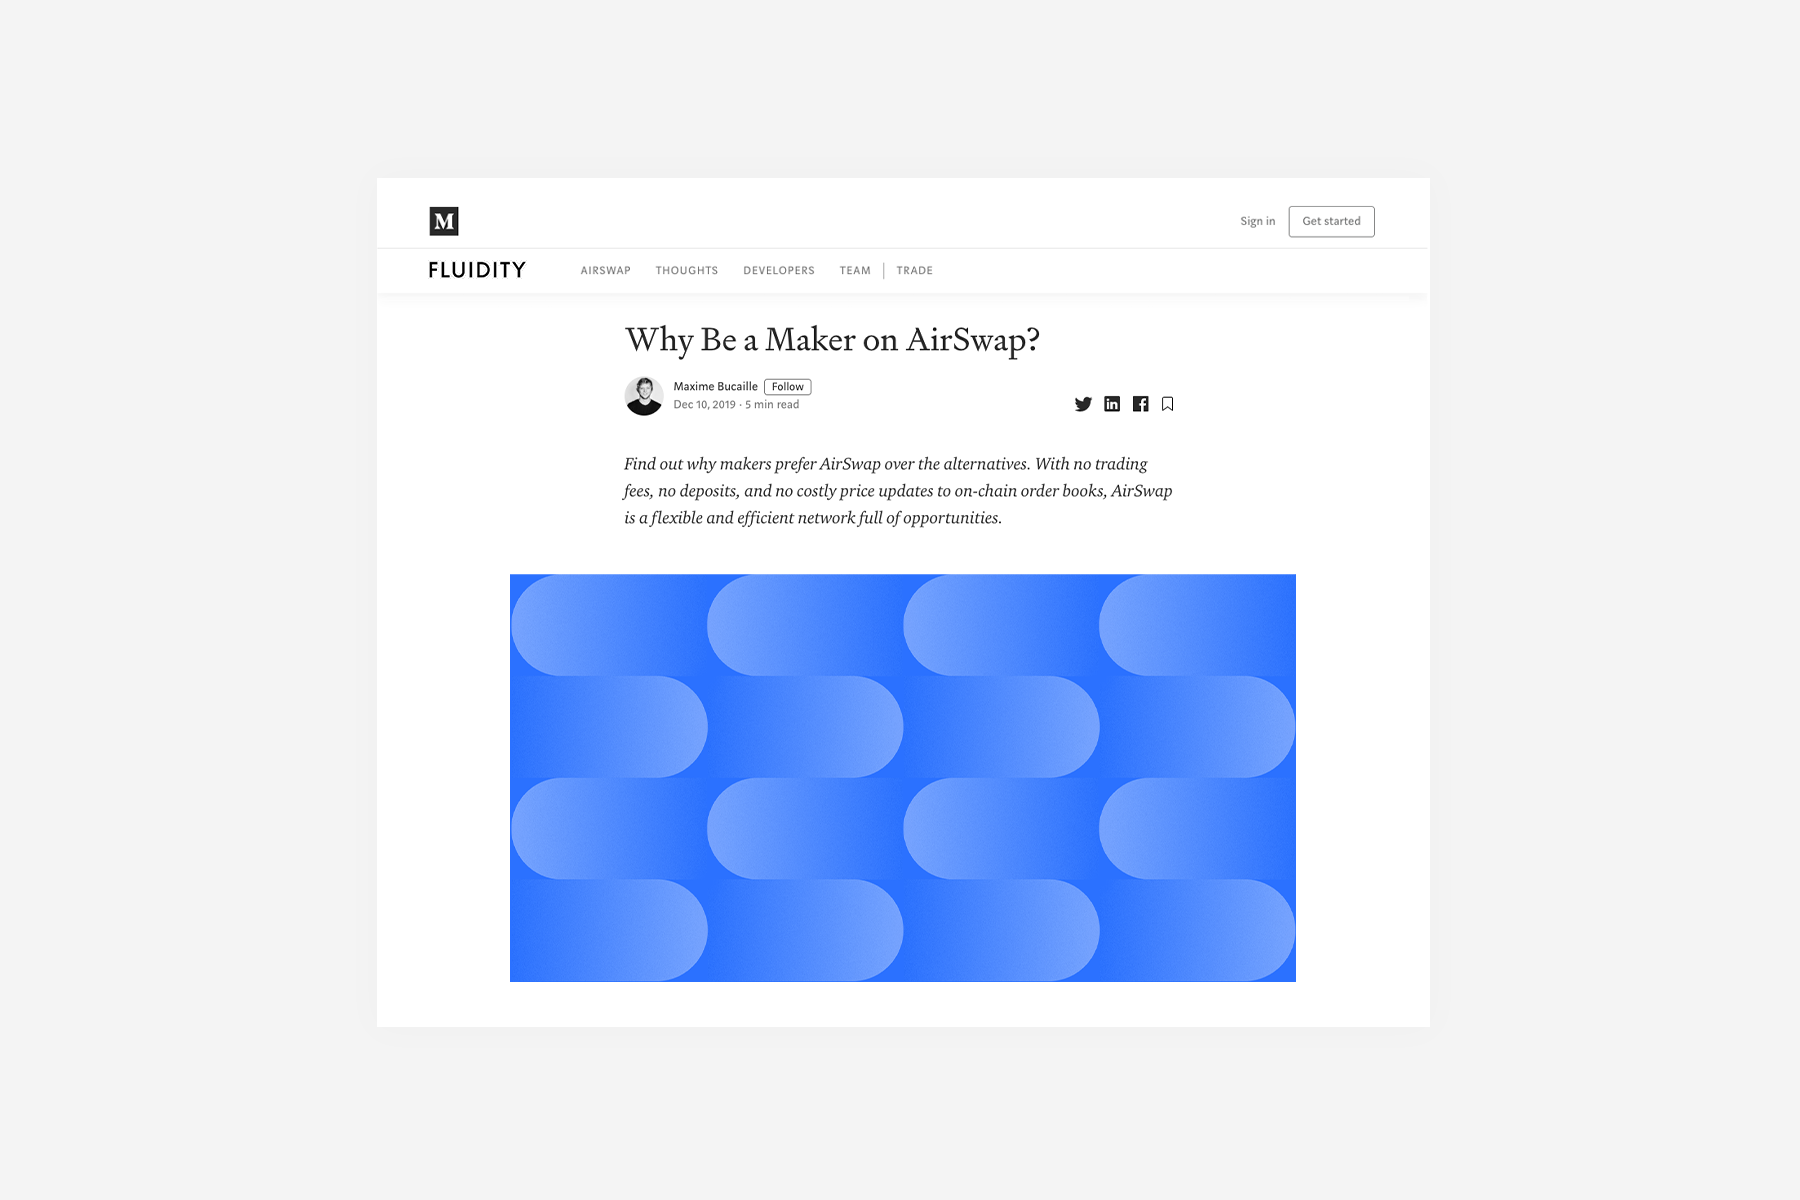 M
Sign in
Get started
FLUIDITY
AIRSWAP THOUGHTS DEVELOPERS TEAM | TRADE
Why Be a Maker on AirSwap?
Maxime Bucaille Follow
Dec 10, 2019 · 5 min read
Find out why makers prefer AirSwap over the alternatives. With no trading
fees, no deposits, and no costly price updates to on-chain order books, AirSwap
is a flexible and efficient network full of opportunities.